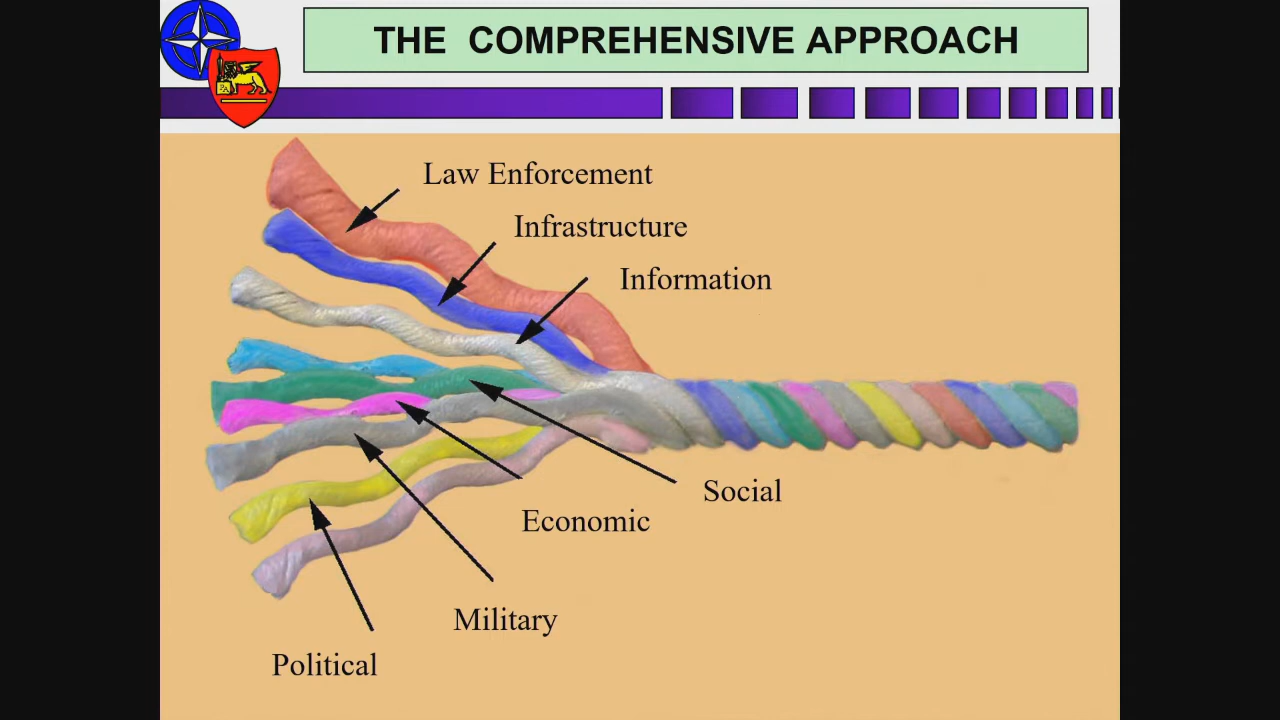 THE COMPREHENSIVE APPROACH
Law Enforcement
Infrastructure
Information
Social
Economic
Military
Political